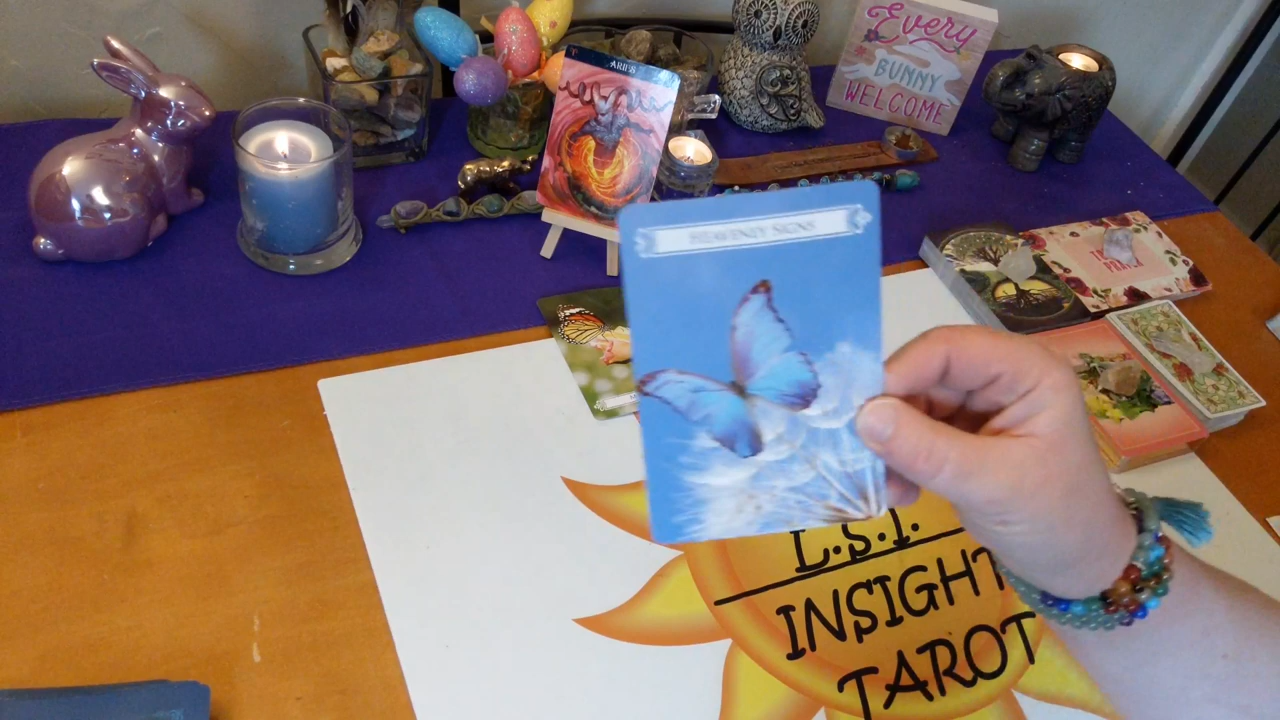 ARIES
Every
BUNNY
WELCOME
HEAVENLY SIGNS
L.S.I.
INSIGHT
TAROT